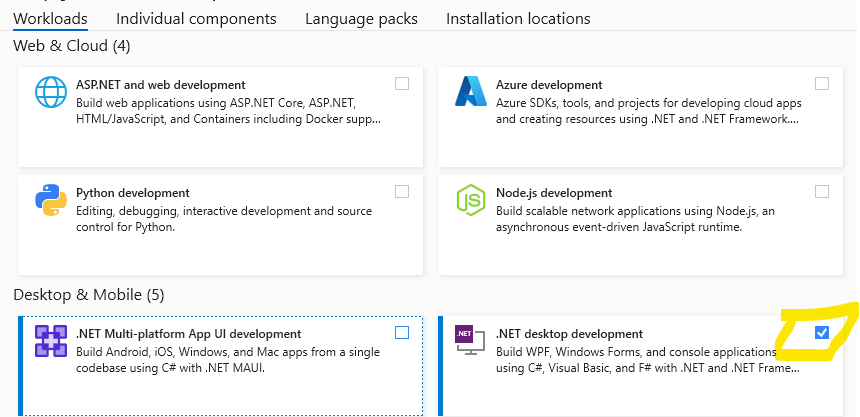 Workloads Individual components Language packs Installation locations
Web & Cloud (4)
ASP.NET and web development
Build web applications using ASP.NET Core, ASP.NET,
HTML/JavaScript, and Containers including Docker supp...
Azure development
Azure SDKs, tools, and projects for developing cloud apps
and creating resources using .NET and .NET Framework....
Python development
Editing, debugging, interactive development and source
control for Python.
Node.js development
Build scalable network applications using Node.js, an
asynchronous event-driven JavaScript runtime.
Desktop & Mobile (5)
.NET Multi-platform App UI development
Build Android, iOS, Windows, and Mac apps from a single
codebase using C# with .NET MAUI.
.NET
.NET desktop development
Build WPF, Windows Forms, and console applications
using C#, Visual Basic, and F# with .NET and .NET Frame...